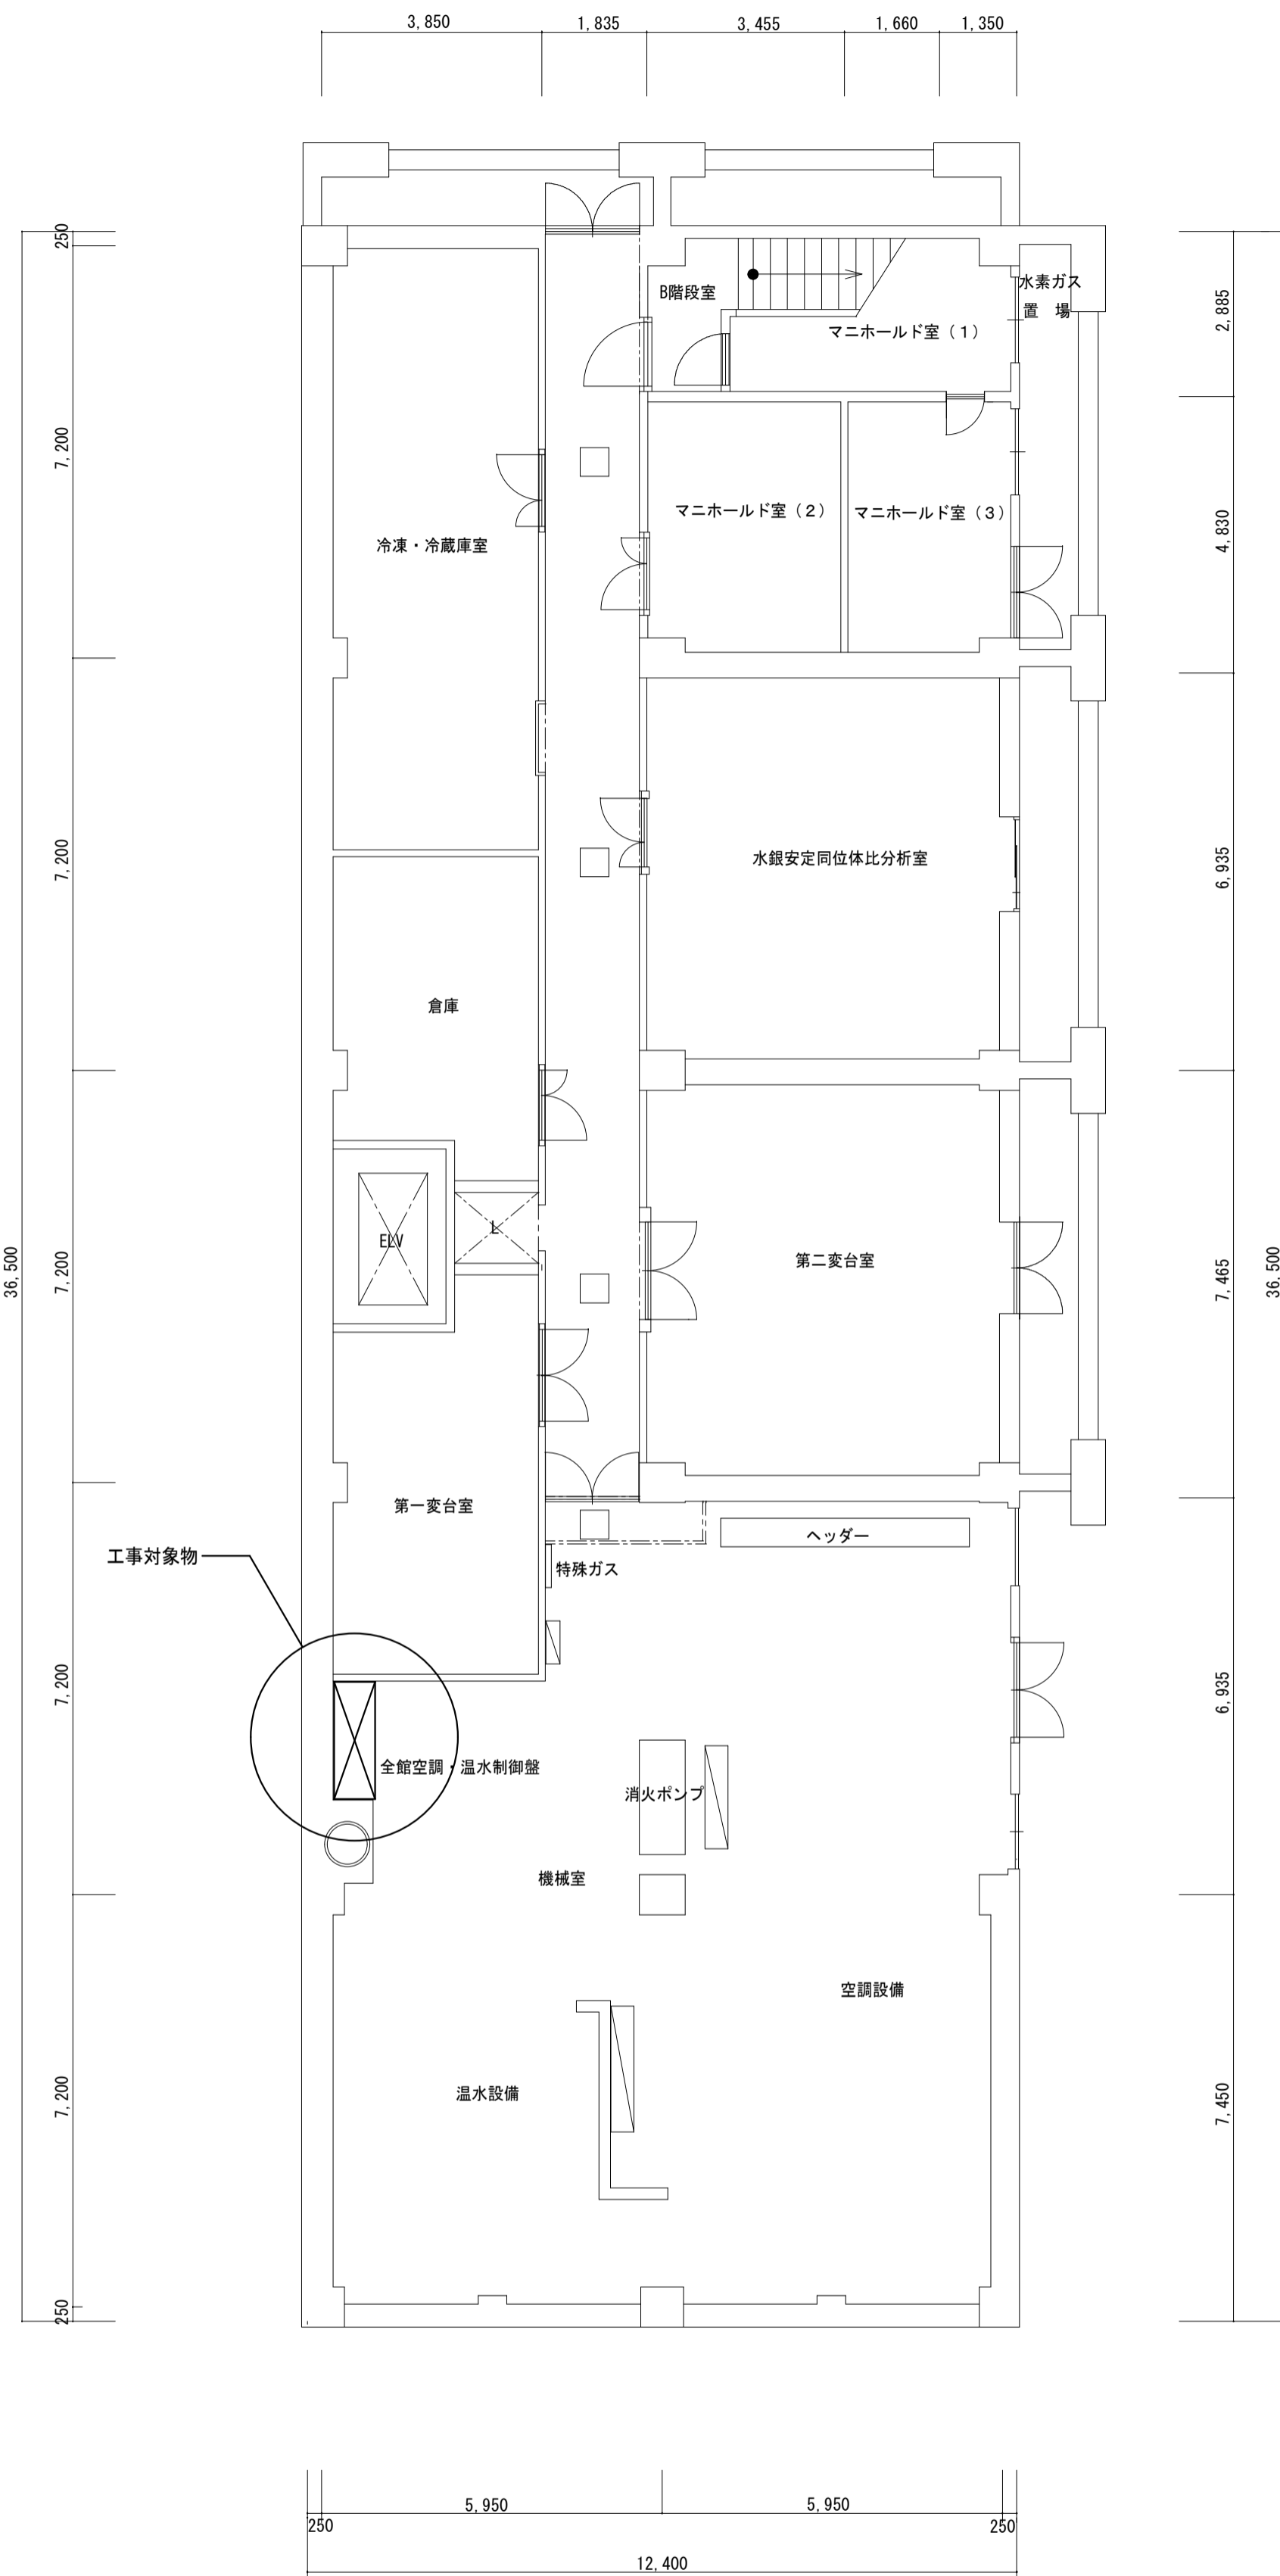 3,850
1,835
3,455
1,660
1,350
250
7,200
7,200
7,200
7,200
7,200
250
36,500
B階段室
水素ガス
置　場
マニホールド室（1）
マニホールド室（2）
マニホールド室（3）
冷凍・冷蔵庫室
水銀安定同位体比分析室
倉庫
ELV
L
第二変台室
第一変台室
工事対象物
ヘッダー
特殊ガス
全館空調・温水制御盤
消火ポンプ
機械室
空調設備
温水設備
2,885
4,830
6,935
7,465
6,935
7,450
36,500
5,950
5,950
250
250
12,400